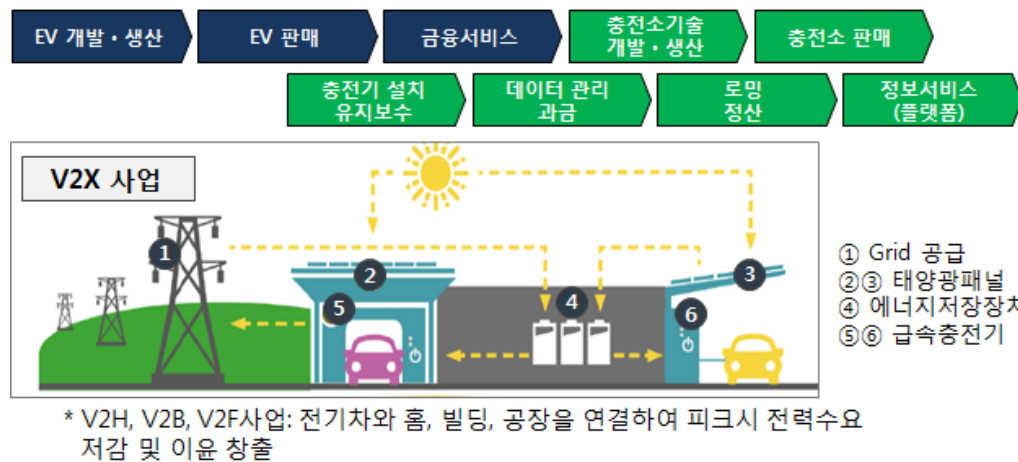 EV 개발・생산
EV 판매
금융서비스
충전소기술
개발・생산
충전소 판매
충전기 설치
유지보수
데이터 관리
과금
로밍
정산
정보서비스
(플랫폼)
V2X 사업
1
2
3
4
5
6
① Grid 공급
②③ 태양광패널
④ 에너지저장장치
⑤⑥ 급속충전기
* V2H, V2B, V2F사업: 전기차와 홈, 빌딩, 공장을 연결하여 피크시 전력수요
저감 및 이윤 창출